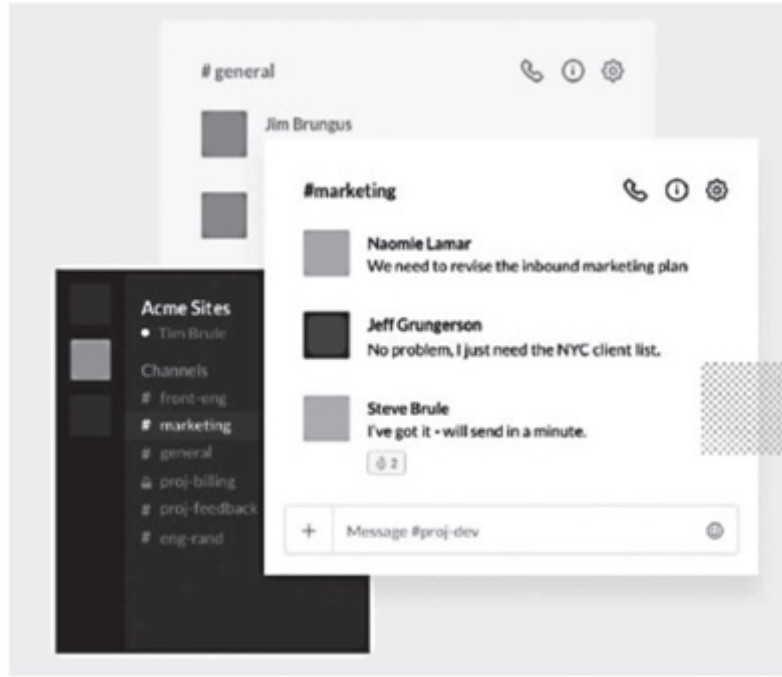 # general
Jim Brungus
#marketing
Naomie Lamar
We need to revise the inbound marketing plan
Jeff Grungerson
No problem, I just need the NYC client list.
Steve Brule
I've got it - will send in a minute.
2
+ Message #proj-dev
Acme Sites
Tim Brule
Channels
# front-eng
# marketing
# general
proj-billing
# proj-feedback
# eng-rand